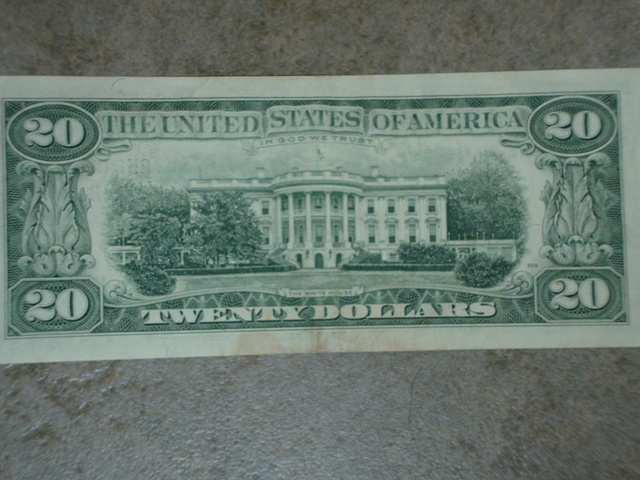 20 THE UNITED STATES OF AMERICA 20
IN GOD WE TRUST
THE WHITE HOUSE
20 TWENTY DOLLARS 20